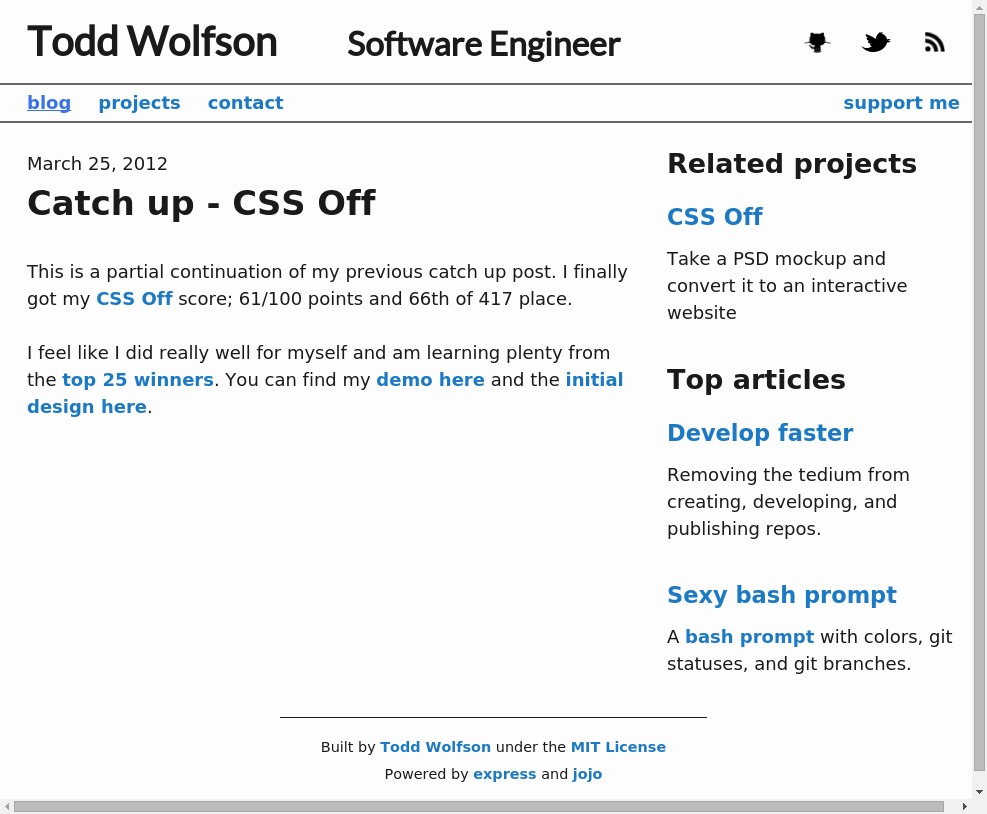 Todd Wolfson
Software Engineer
blog projects contact support me
March 25, 2012
Catch up - CSS Off
This is a partial continuation of my previous catch up post. I finally
got my CSS Off score; 61/100 points and 66th of 417 place.
I feel like I did really well for myself and am learning plenty from
the top 25 winners. You can find my demo here and the initial
design here.
Related projects
CSS Off
Take a PSD mockup and
convert it to an interactive
website
Top articles
Develop faster
Removing the tedium from
creating, developing, and
publishing repos.
Sexy bash prompt
A bash prompt with colors, git
statuses, and git branches.
Built by Todd Wolfson under the MIT License
Powered by express and jojo